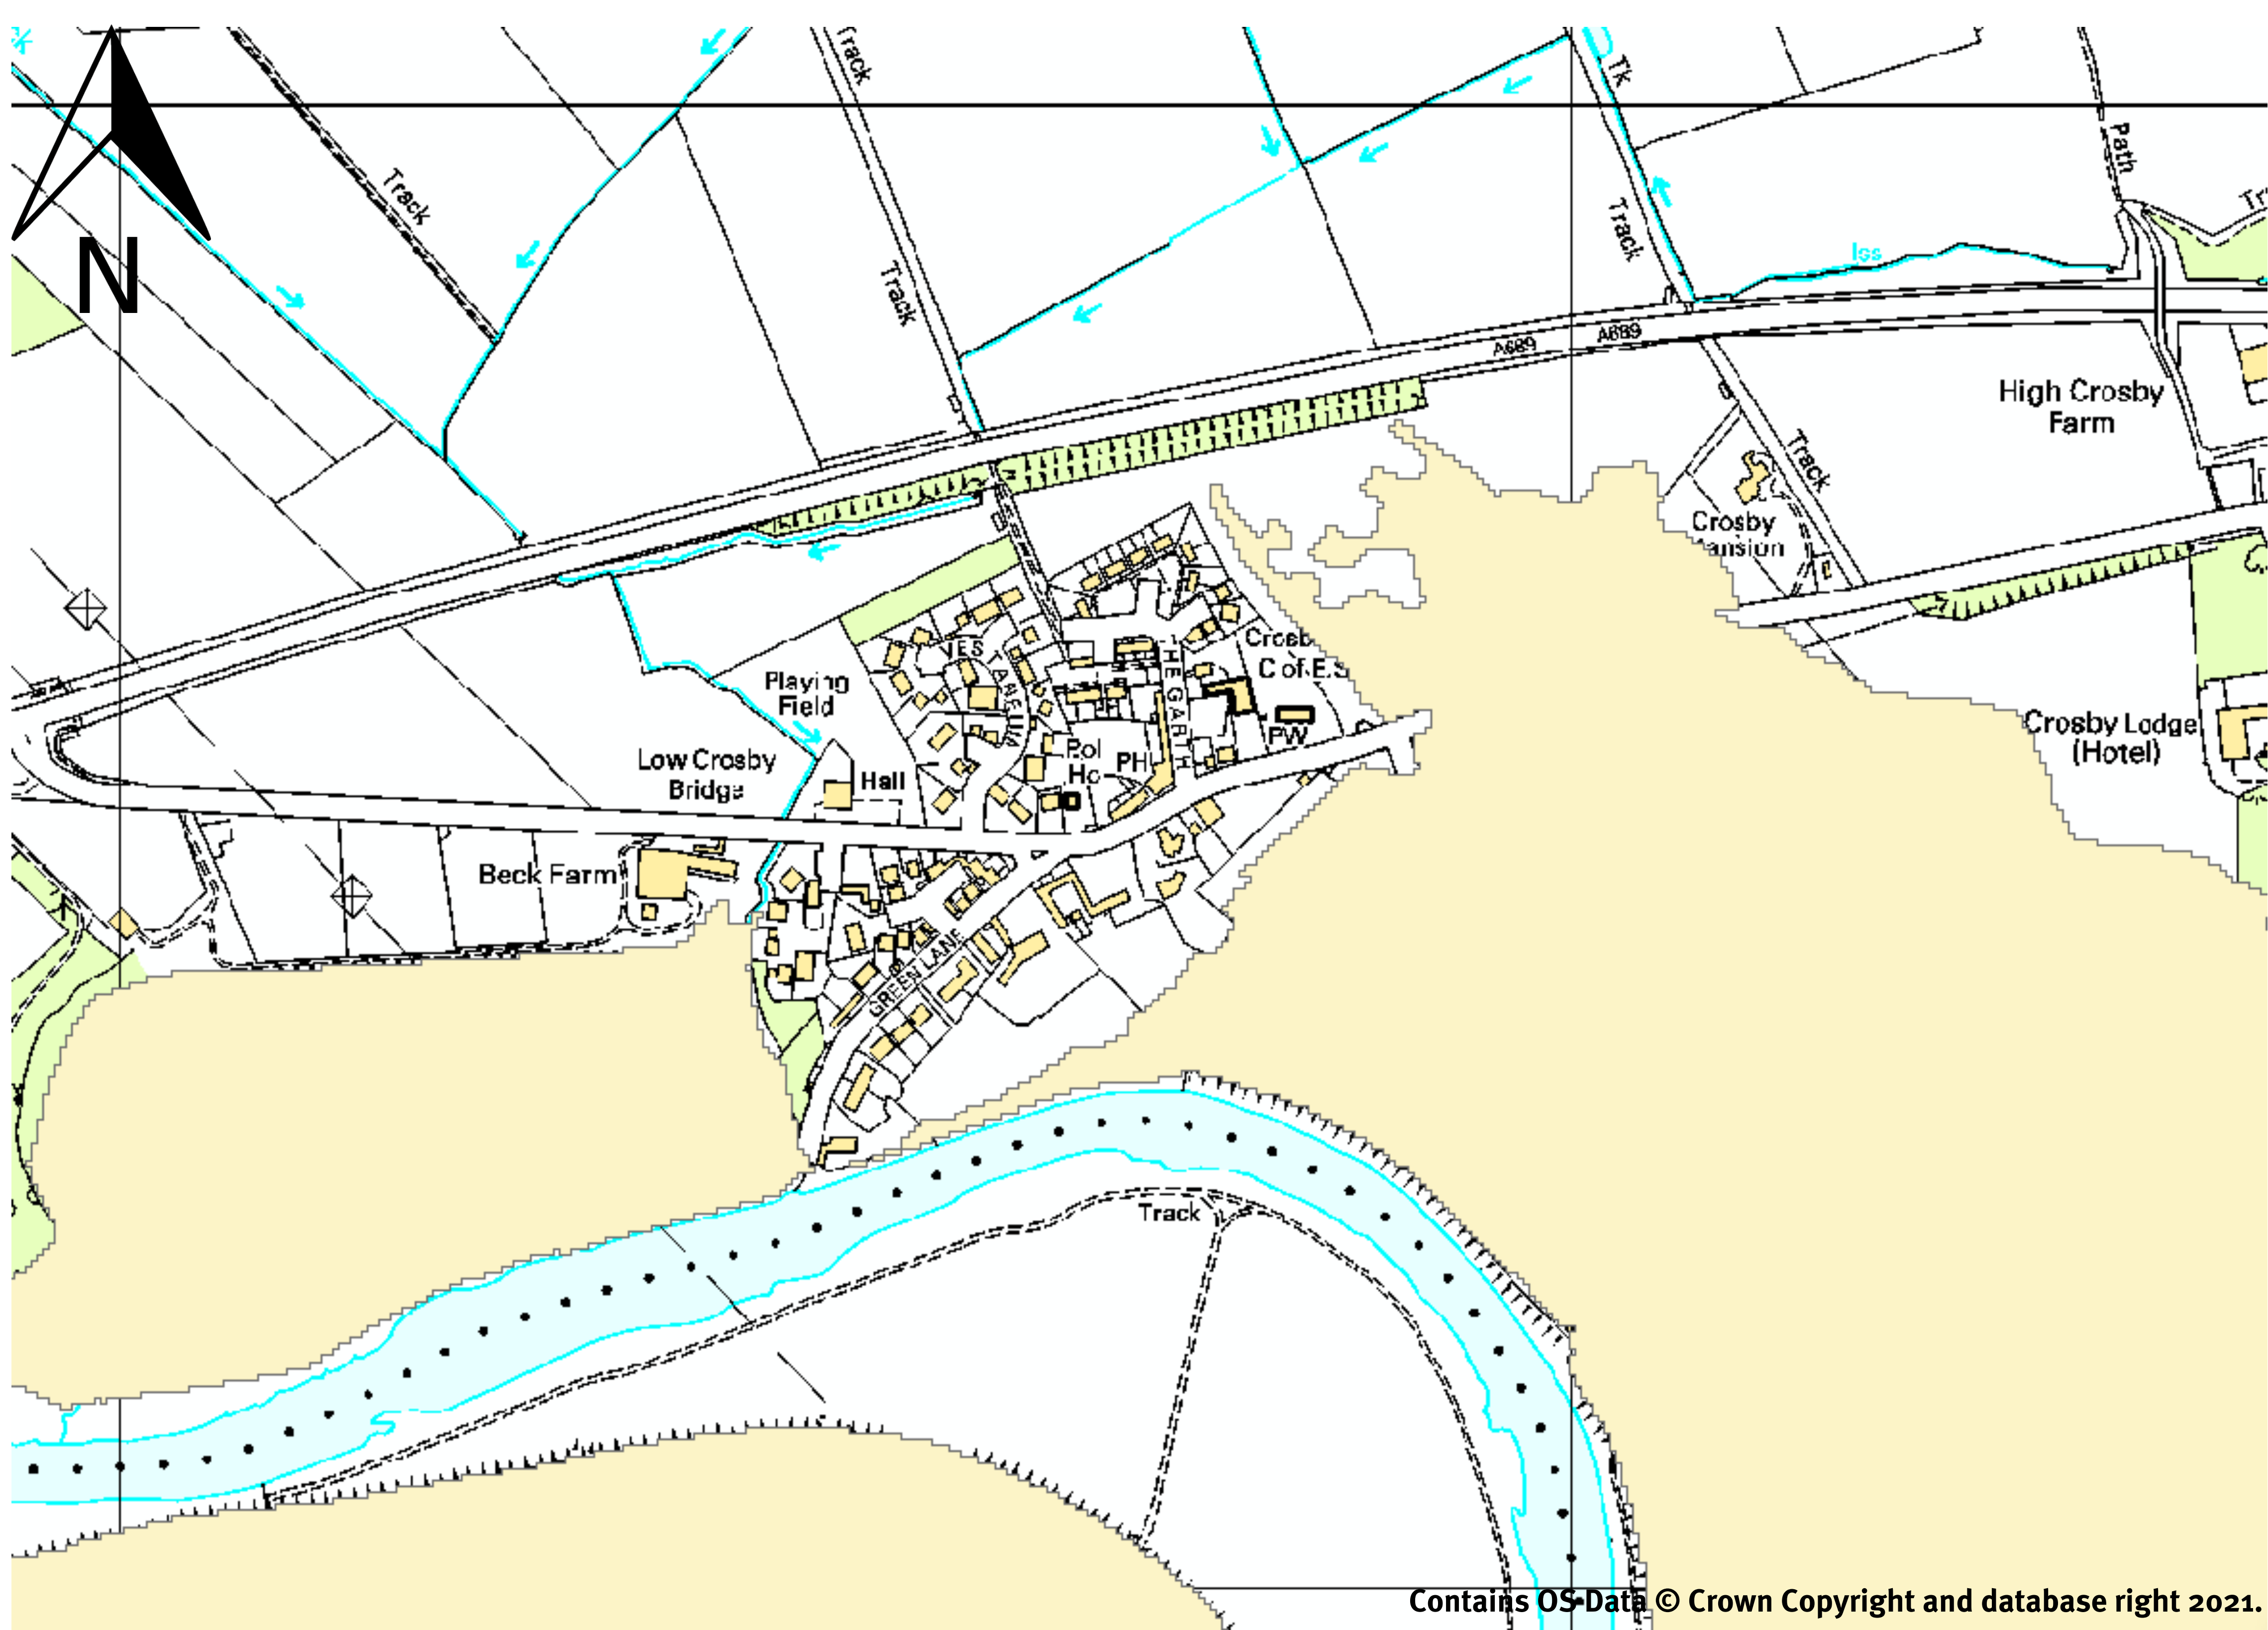 Track
Tk
Path
Track
N
Track
Track
Iss
A689
A689
High Crosby
Farm
Track
Crosby
C of E S
Playing
Field
THE GARTH
Crosby Lodge
(Hotel)
PW
Low Crosby
Bridge
Hall
Pol
Ho
PH
Beck Farm
GREEN LANE
Track
Contains OS Data © Crown Copyright and database right 2021.